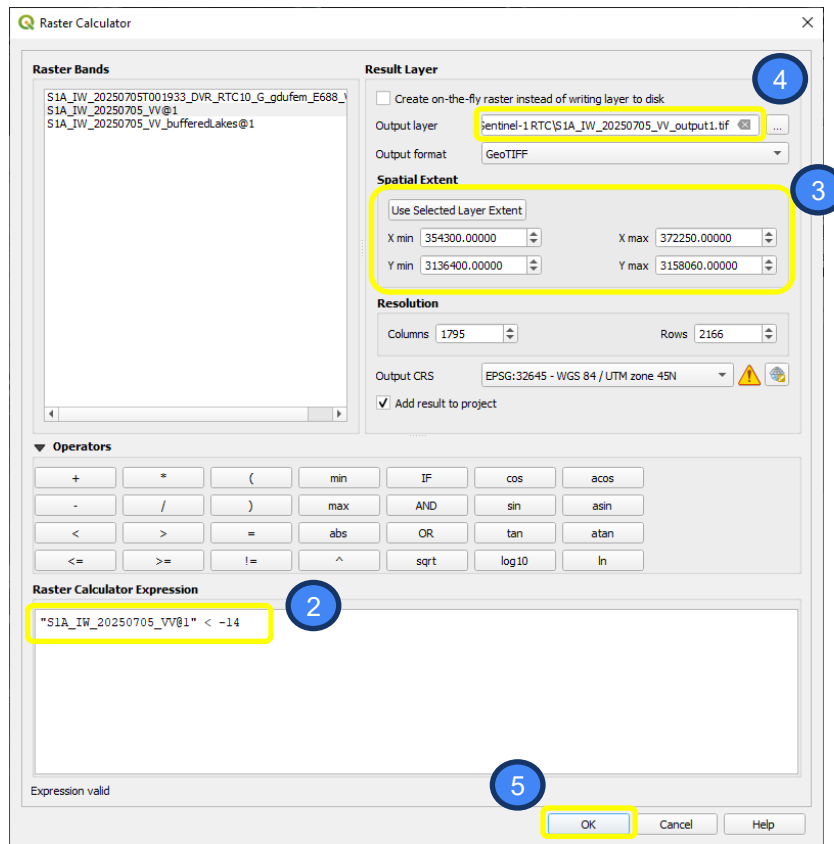 Raster Calculator
Raster Bands
S1A_IW_20250705T001933_DVR_RTC10_G_gdufem_E688_
S1A_IW_20250705_VV@1
S1A_IW_20250705_VV_bufferedLakes@1
Result Layer
4
Create on-the-fly raster instead of writing layer to disk
Output layer Sentinel-1 RTC\S1A_IW_20250705_VV_output1.tif ...
Output format GeoTIFF
3
Spatial Extent
Use Selected Layer Extent
X min 354300.00000 X max 372250.00000
Y min 3136400.00000 Y max 3158060.00000
Resolution
Columns 1795 Rows 2166
Output CRS EPSG:32645 - WGS 84 / UTM zone 45N
Add result to project
Operators
+ * ( min IF cos acos
- / ) max AND sin asin
< > = abs OR tan atan
<= >= != ^ sqrt log10 ln
Raster Calculator Expression
2
"S1A_IW_20250705_VV@1" < -14
Expression valid
5
OK Cancel Help